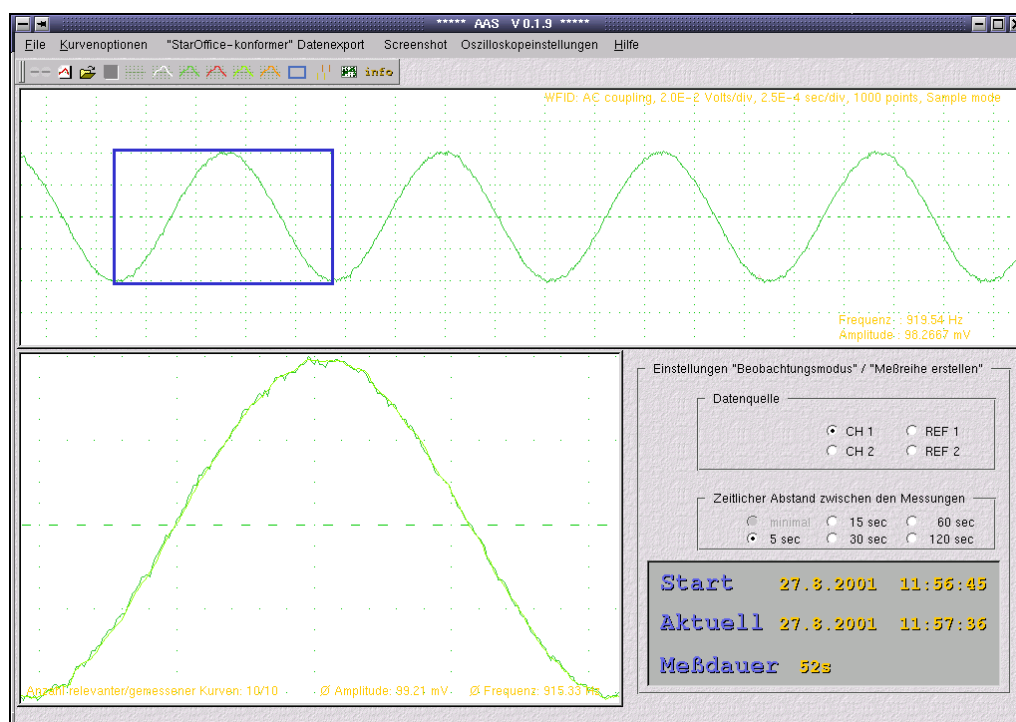 ***** AAS V 0.1.9 *****
File Kurvenoptionen "StarOffice-konformer" Datenexport Screenshot Oszilloskopeinstellungen Hilfe
info
WFID: AC coupling, 2.0E-2 Volts/div, 2.5E-4 sec/div, 1000 points, Sample mode
Frequenz : 919.54 Hz
Amplitude : 98.2667 mV
Anzahl relevanter/gemessener Kurven: 10/10 Ø Amplitude: 99.21 mV Ø Frequenz: 915.33 Hz
Einstellungen "Beobachtungsmodus" / "Meßreihe erstellen"
Datenquelle
CH 1 REF 1
CH 2 REF 2
Zeitlicher Abstand zwischen den Messungen
minimal 15 sec 60 sec
5 sec 30 sec 120 sec
Start 27.8.2001 11:56:45
Aktuell 27.8.2001 11:57:36
Meßdauer 52s